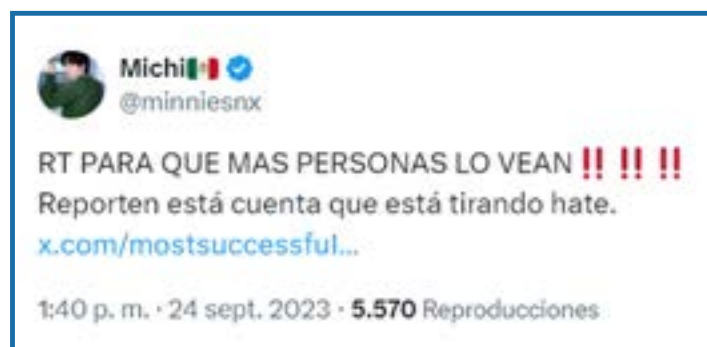 Michi🇲🇽
@minniesnx
RT PARA QUE MAS PERSONAS LO VEAN ‼️ ‼️ ‼️
Reporten está cuenta que está tirando hate.
x.com/mostsuccessful...
1:40 p. m. · 24 sept. 2023 · 5.570 Reproducciones